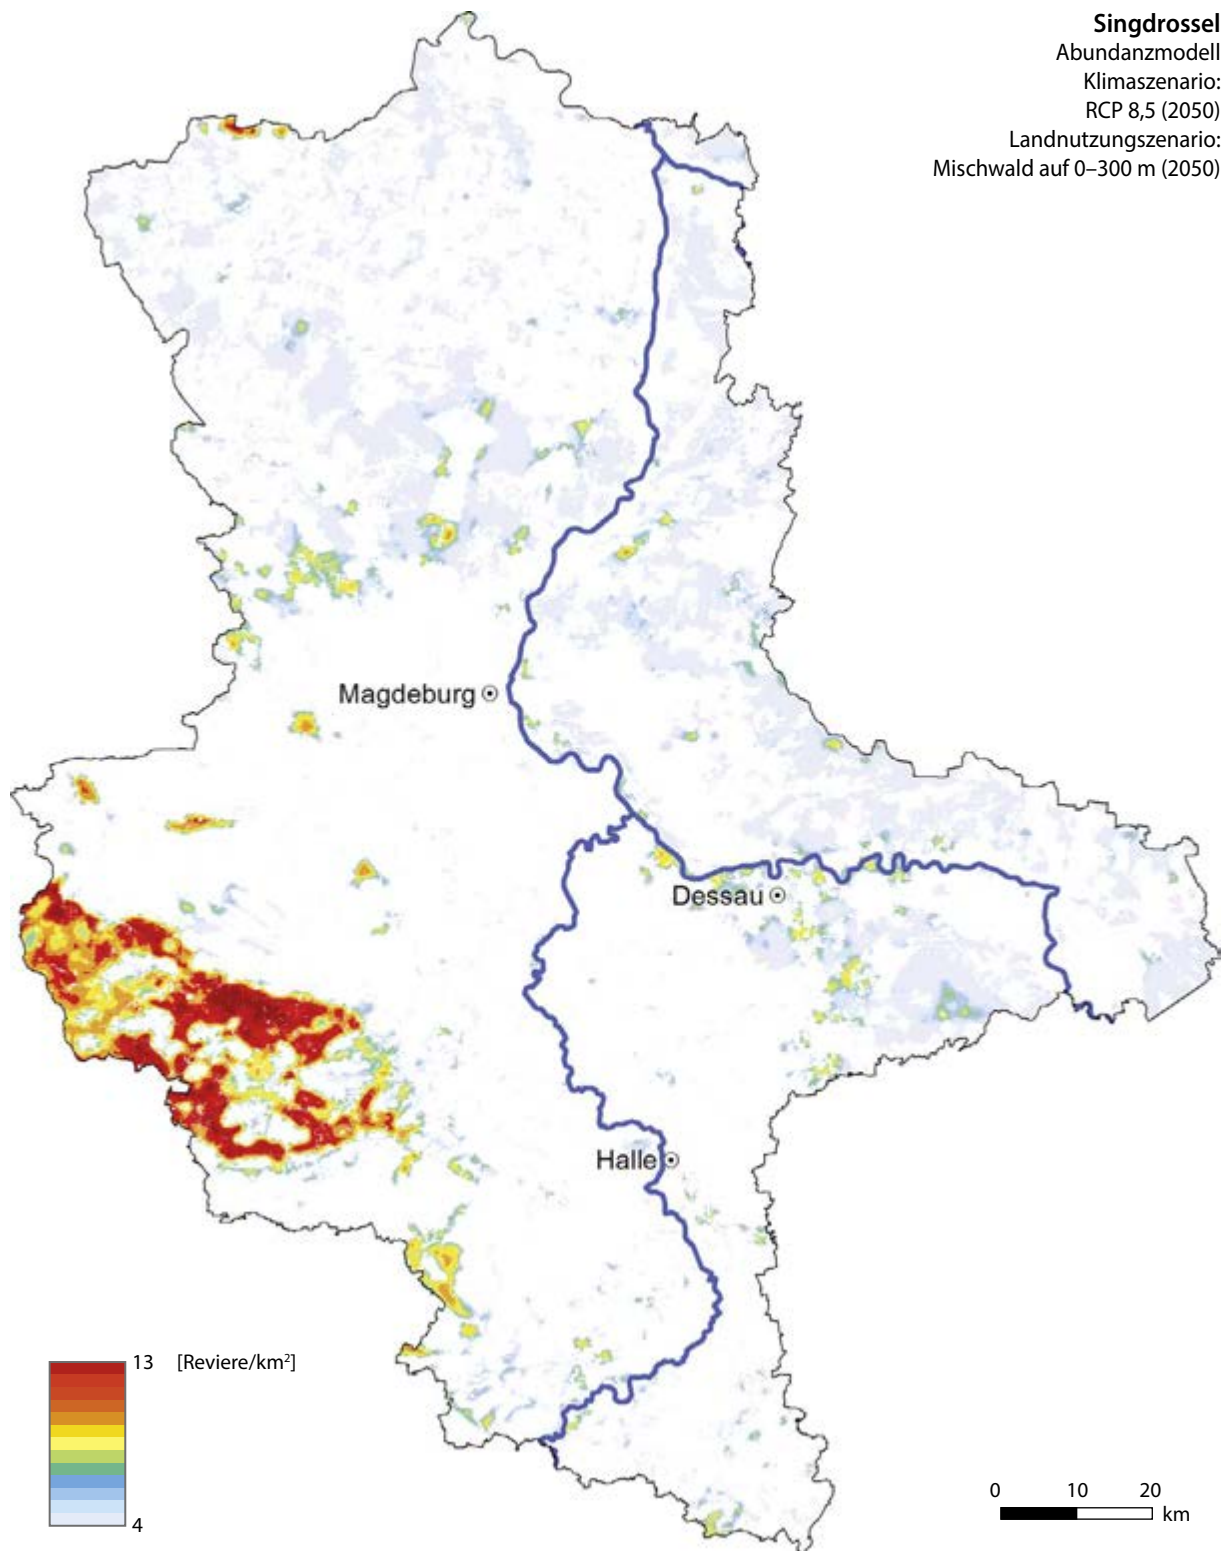 Singdrossel
Abundanzmodell
Klimaszenario:
RCP 8,5 (2050)
Landnutzungszenario:
Mischwald auf 0–300 m (2050)
Magdeburg
Dessau
Halle
13 [Reviere/km²]
4
0 10 20
km